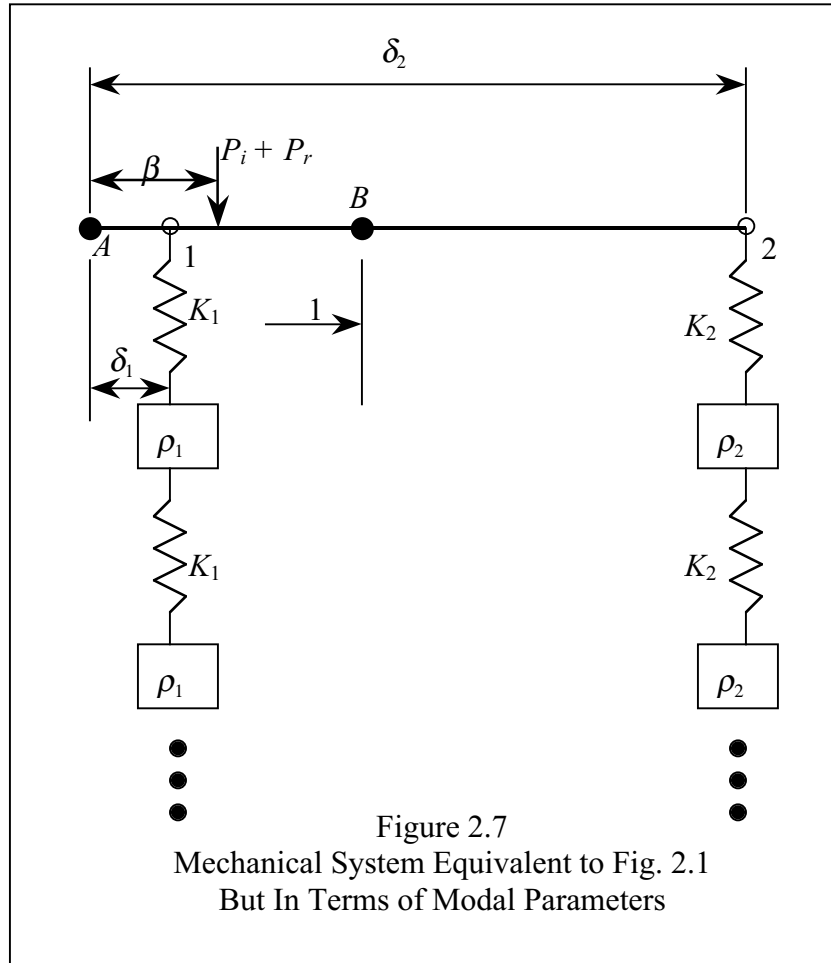 δ₂
β
Pᵢ + Pᵣ
B
A
1
2
K₁
1
K₂
δ₁
ρ₁
ρ₂
K₁
K₂
ρ₁
ρ₂
Figure 2.7
Mechanical System Equivalent to Fig. 2.1
But In Terms of Modal Parameters